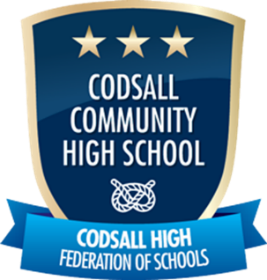 CODSALL
COMMUNITY
HIGH SCHOOL
CODSALL HIGH
FEDERATION OF SCHOOLS